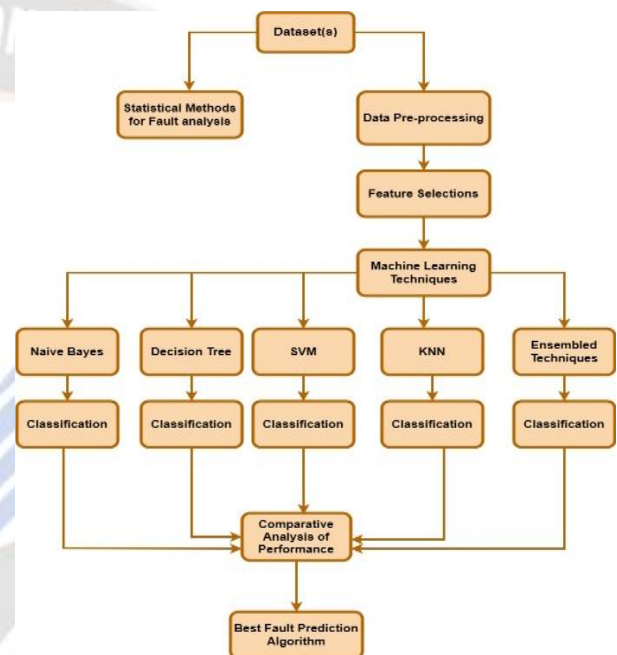 Dataset(s)
Statistical Methods
for Fault analysis
Data Pre-processing
Feature Selections
Machine Learning
Techniques
Naive Bayes
Decision Tree
SVM
KNN
Ensembled
Techniques
Classification
Classification
Classification
Classification
Classification
Comparative
Analysis of
Performance
Best Fault Prediction
Algorithm